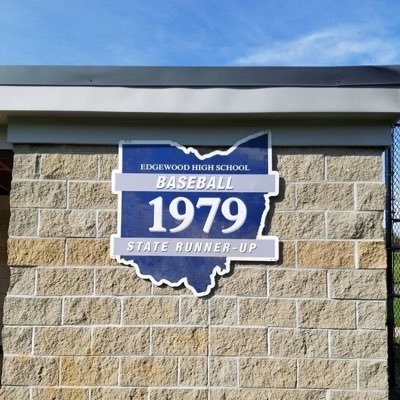 EDGEWOOD HIGH SCHOOL
BASEBALL
1979
STATE RUNNER-UP